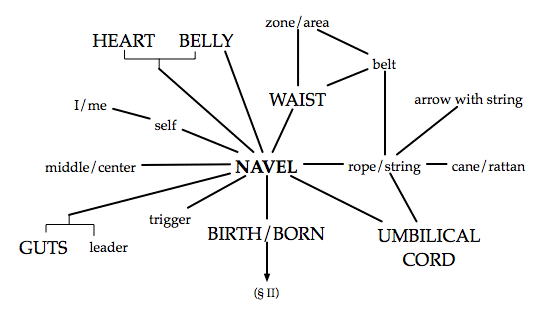 zone/area
HEART BELLY
belt
WAIST
arrow with string
I/me
self
middle/center
NAVEL
rope/string
cane/rattan
trigger
GUTS leader
BIRTH/BORN
UMBILICAL
CORD
(§ II)